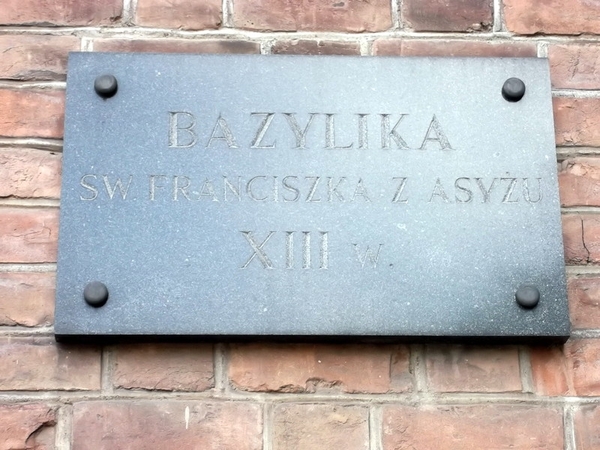 BAZYLIKA
ŚW. FRANCISZKA Z ASYŻU
XIII W.